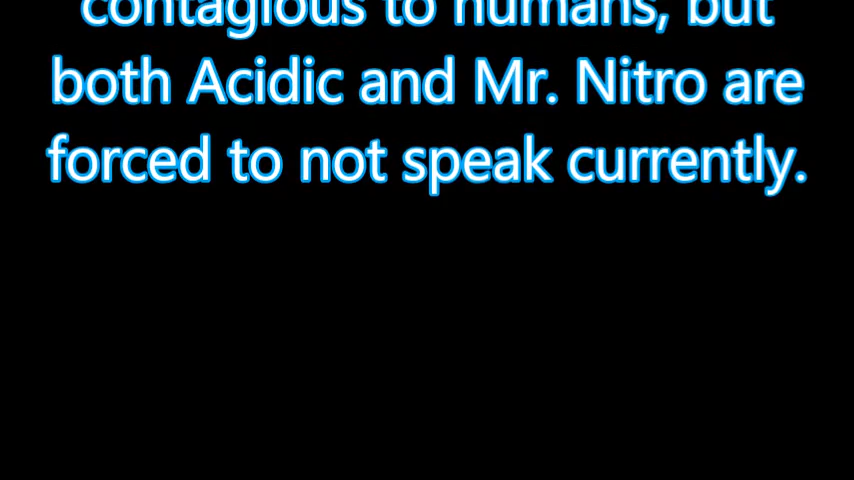 contagious to humans, but
both Acidic and Mr. Nitro are
forced to not speak currently.